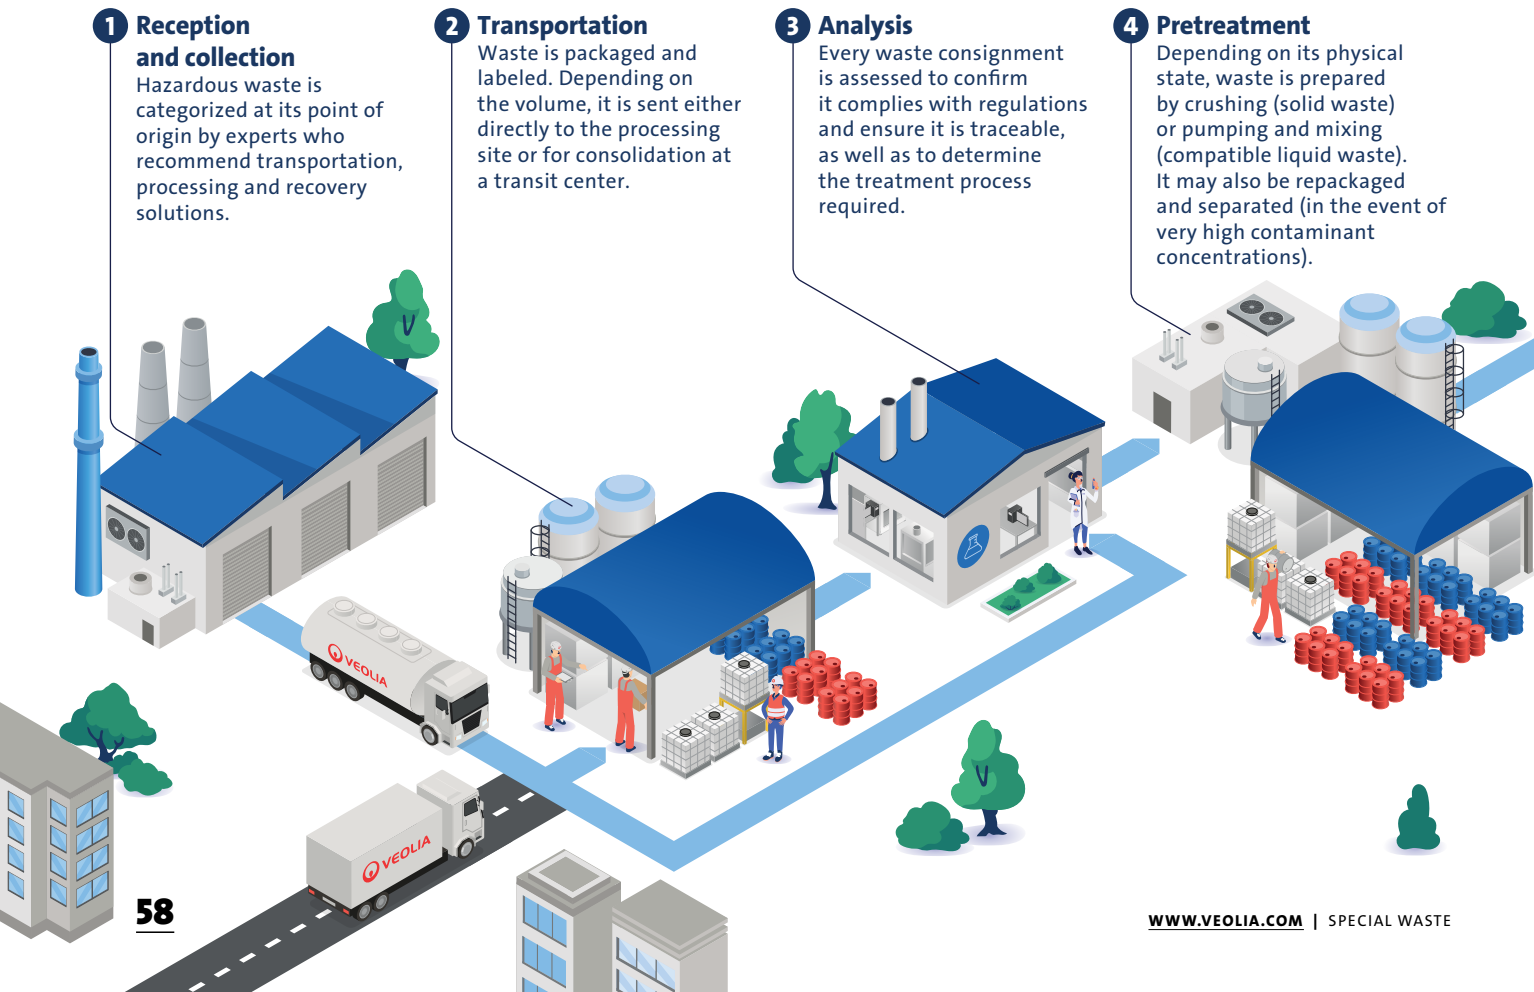 1 Reception
and collection
Hazardous waste is
categorized at its point of
origin by experts who
recommend transportation,
processing and recovery
solutions.
2 Transportation
Waste is packaged and
labeled. Depending on
the volume, it is sent either
directly to the processing
site or for consolidation at
a transit center.
3 Analysis
Every waste consignment
is assessed to confirm
it complies with regulations
and ensure it is traceable,
as well as to determine
the treatment process
required.
4 Pretreatment
Depending on its physical
state, waste is prepared
by crushing (solid waste)
or pumping and mixing
(compatible liquid waste).
It may also be repackaged
and separated (in the event of
very high contaminant
concentrations).
VEOLIA
VEOLIA
58
WWW.VEOLIA.COM | SPECIAL WASTE